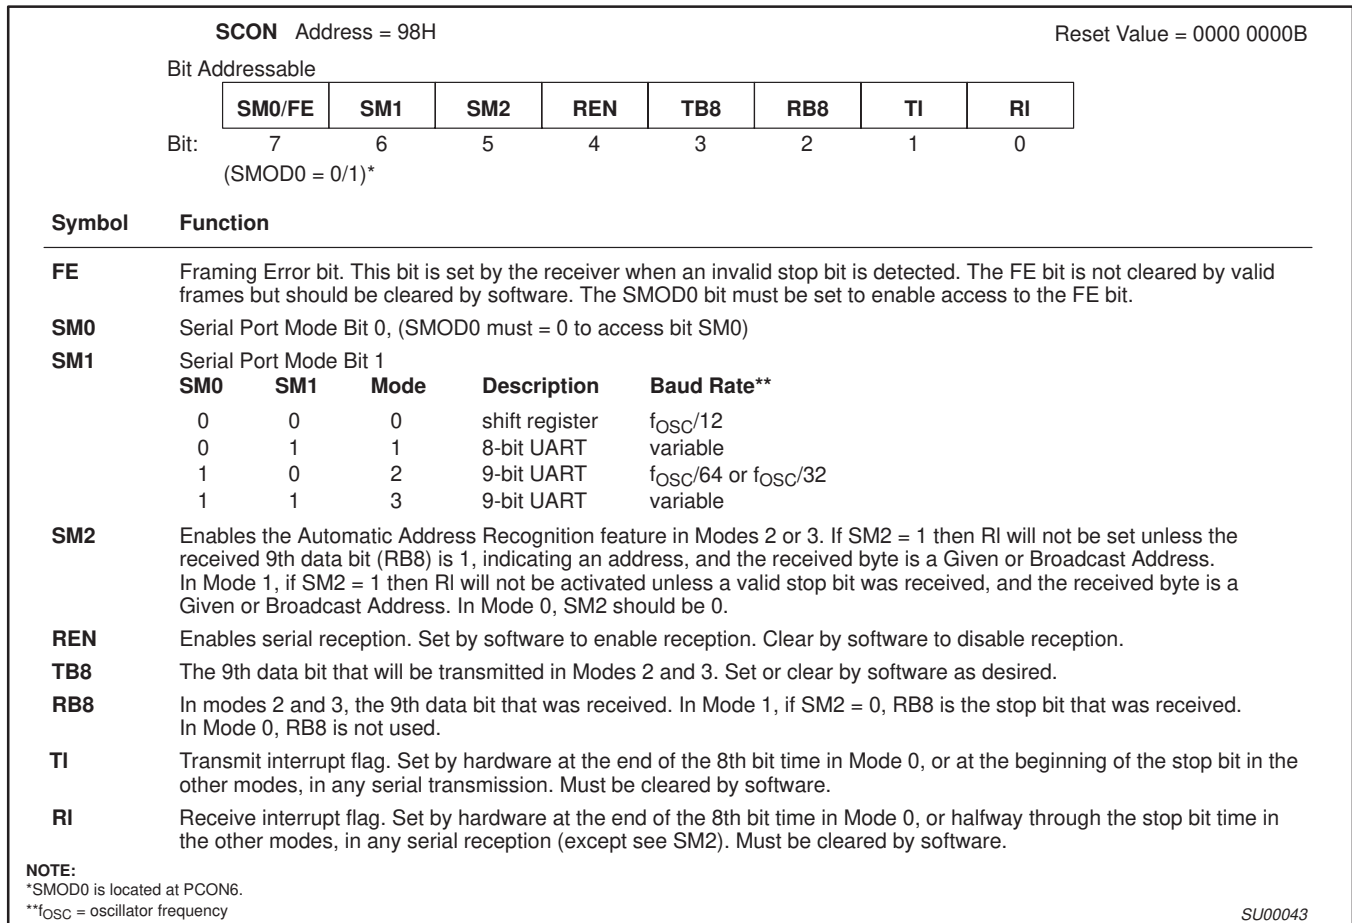 SCON Address = 98H Reset Value = 0000 0000B
Bit Addressable
SM0/FE SM1 SM2 REN TB8 RB8 TI RI
Bit: 7 6 5 4 3 2 1 0
(SMOD0 = 0/1)*
Symbol Function
FE Framing Error bit. This bit is set by the receiver when an invalid stop bit is detected. The FE bit is not cleared by valid
frames but should be cleared by software. The SMOD0 bit must be set to enable access to the FE bit.
SM0 Serial Port Mode Bit 0, (SMOD0 must = 0 to access bit SM0)
SM1 Serial Port Mode Bit 1
SM0 SM1 Mode Description Baud Rate**
0 0 0 shift register fOSC/12
0 1 1 8-bit UART variable
1 0 2 9-bit UART fOSC/64 or fOSC/32
1 1 3 9-bit UART variable
SM2 Enables the Automatic Address Recognition feature in Modes 2 or 3. If SM2 = 1 then RI will not be set unless the
received 9th data bit (RB8) is 1, indicating an address, and the received byte is a Given or Broadcast Address.
In Mode 1, if SM2 = 1 then RI will not be activated unless a valid stop bit was received, and the received byte is a
Given or Broadcast Address. In Mode 0, SM2 should be 0.
REN Enables serial reception. Set by software to enable reception. Clear by software to disable reception.
TB8 The 9th data bit that will be transmitted in Modes 2 and 3. Set or clear by software as desired.
RB8 In modes 2 and 3, the 9th data bit that was received. In Mode 1, if SM2 = 0, RB8 is the stop bit that was received.
In Mode 0, RB8 is not used.
TI Transmit interrupt flag. Set by hardware at the end of the 8th bit time in Mode 0, or at the beginning of the stop bit in the
other modes, in any serial transmission. Must be cleared by software.
RI Receive interrupt flag. Set by hardware at the end of the 8th bit time in Mode 0, or halfway through the stop bit time in
the other modes, in any serial reception (except see SM2). Must be cleared by software.
NOTE:
*SMOD0 is located at PCON6.
**fOSC = oscillator frequency SU00043